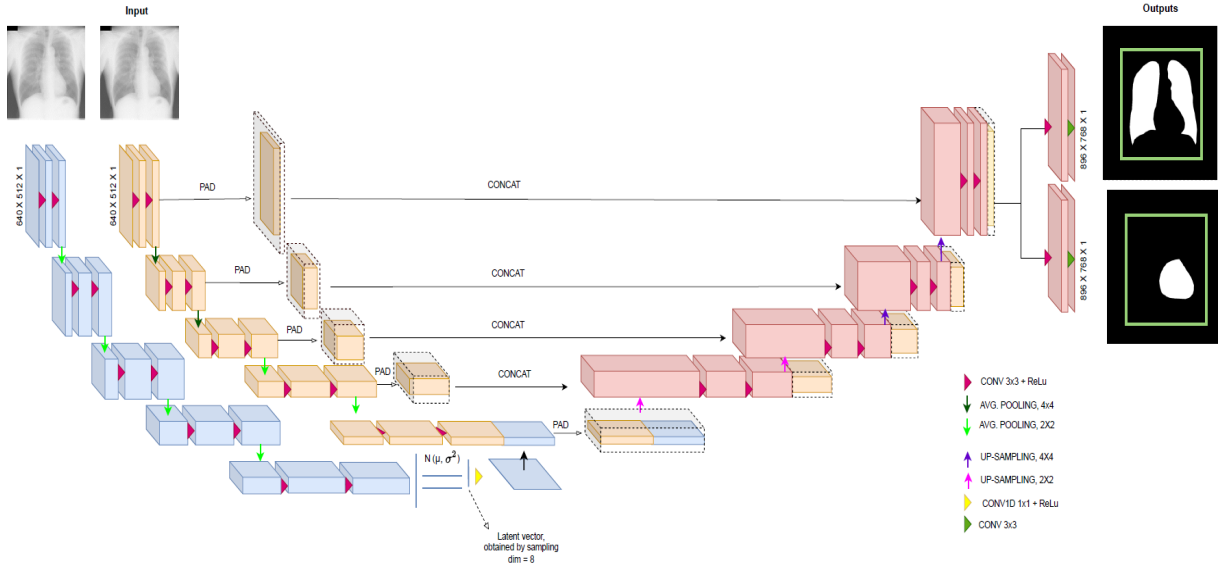 Input
Outputs
640 X 512 X 1
640 X 512 X 1
PAD
CONCAT
896 X 768 X 1
PAD
CONCAT
896 X 768 X 1
PAD
CONCAT
PAD
CONCAT
PAD
N (μ, σ²)
Latent vector,
obtained by sampling
dim = 8
CONV 3x3 + ReLu
AVG. POOLING, 4x4
AVG. POOLING, 2X2
UP-SAMPLING, 4X4
UP-SAMPLING, 2X2
CONV1D 1x1 + ReLu
CONV 3x3